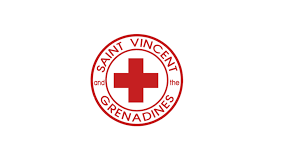 SAINT VINCENT
and the
GRENADINES